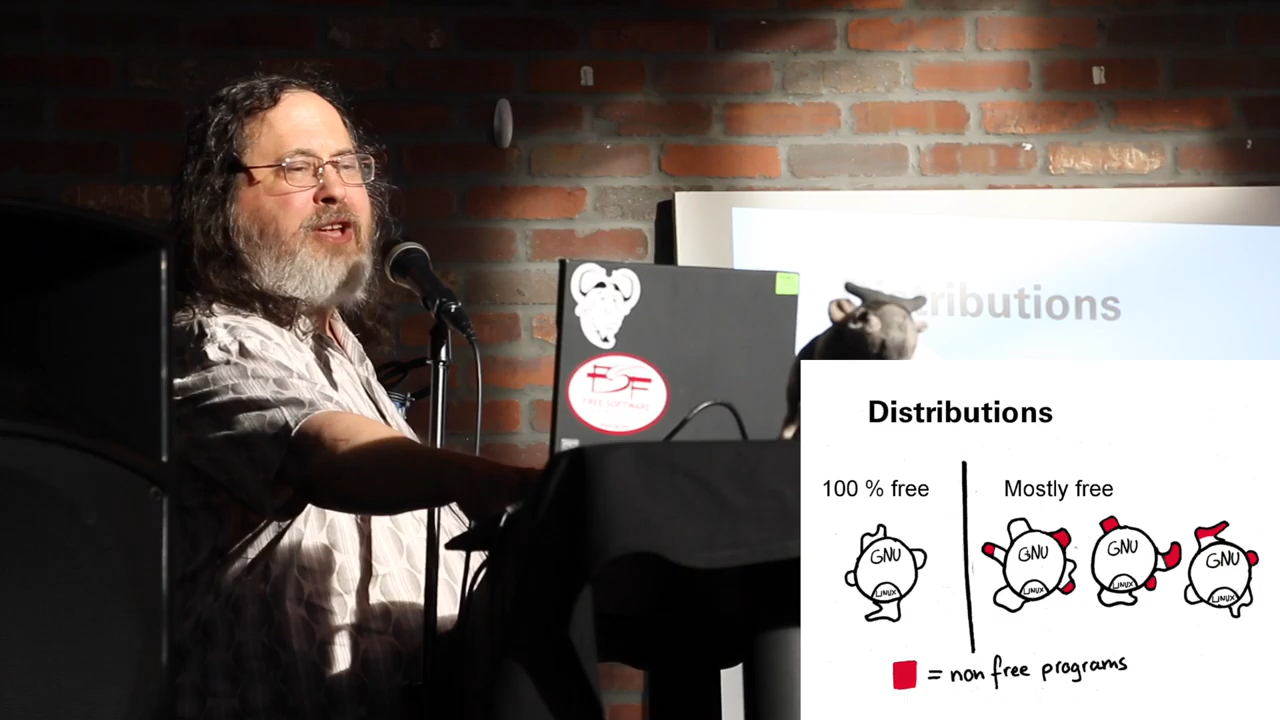 tributions
FSF
FREE SOFTWARE
Distributions
100 % free
Mostly free
GNU
LINUX
GNU
LINUX
GNU
LINUX
GNU
LINUX
= non free programs